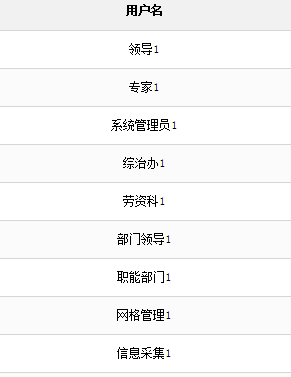 用户名
领导1
专家1
系统管理员1
综治办1
劳资科1
部门领导1
职能部门1
网格管理1
信息采集1